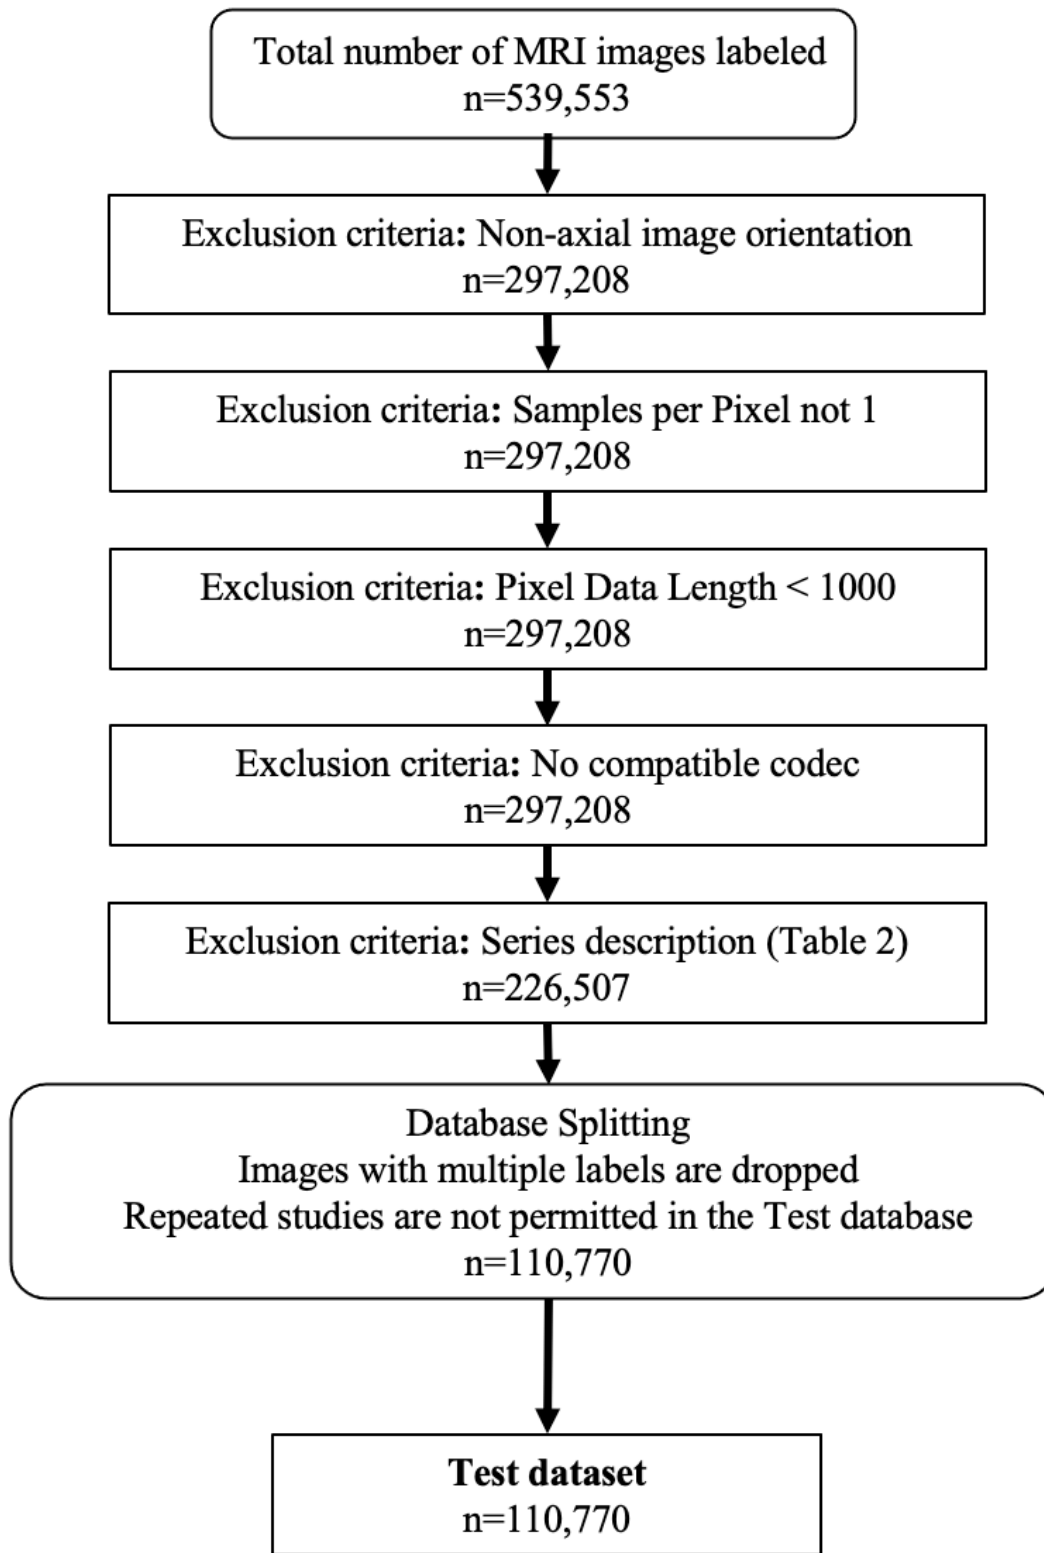 Total number of MRI images labeled
n=539,553
Exclusion criteria: Non-axial image orientation
n=297,208
Exclusion criteria: Samples per Pixel not 1
n=297,208
Exclusion criteria: Pixel Data Length < 1000
n=297,208
Exclusion criteria: No compatible codec
n=297,208
Exclusion criteria: Series description (Table 2)
n=226,507
Database Splitting
Images with multiple labels are dropped
Repeated studies are not permitted in the Test database
n=110,770
Test dataset
n=110,770